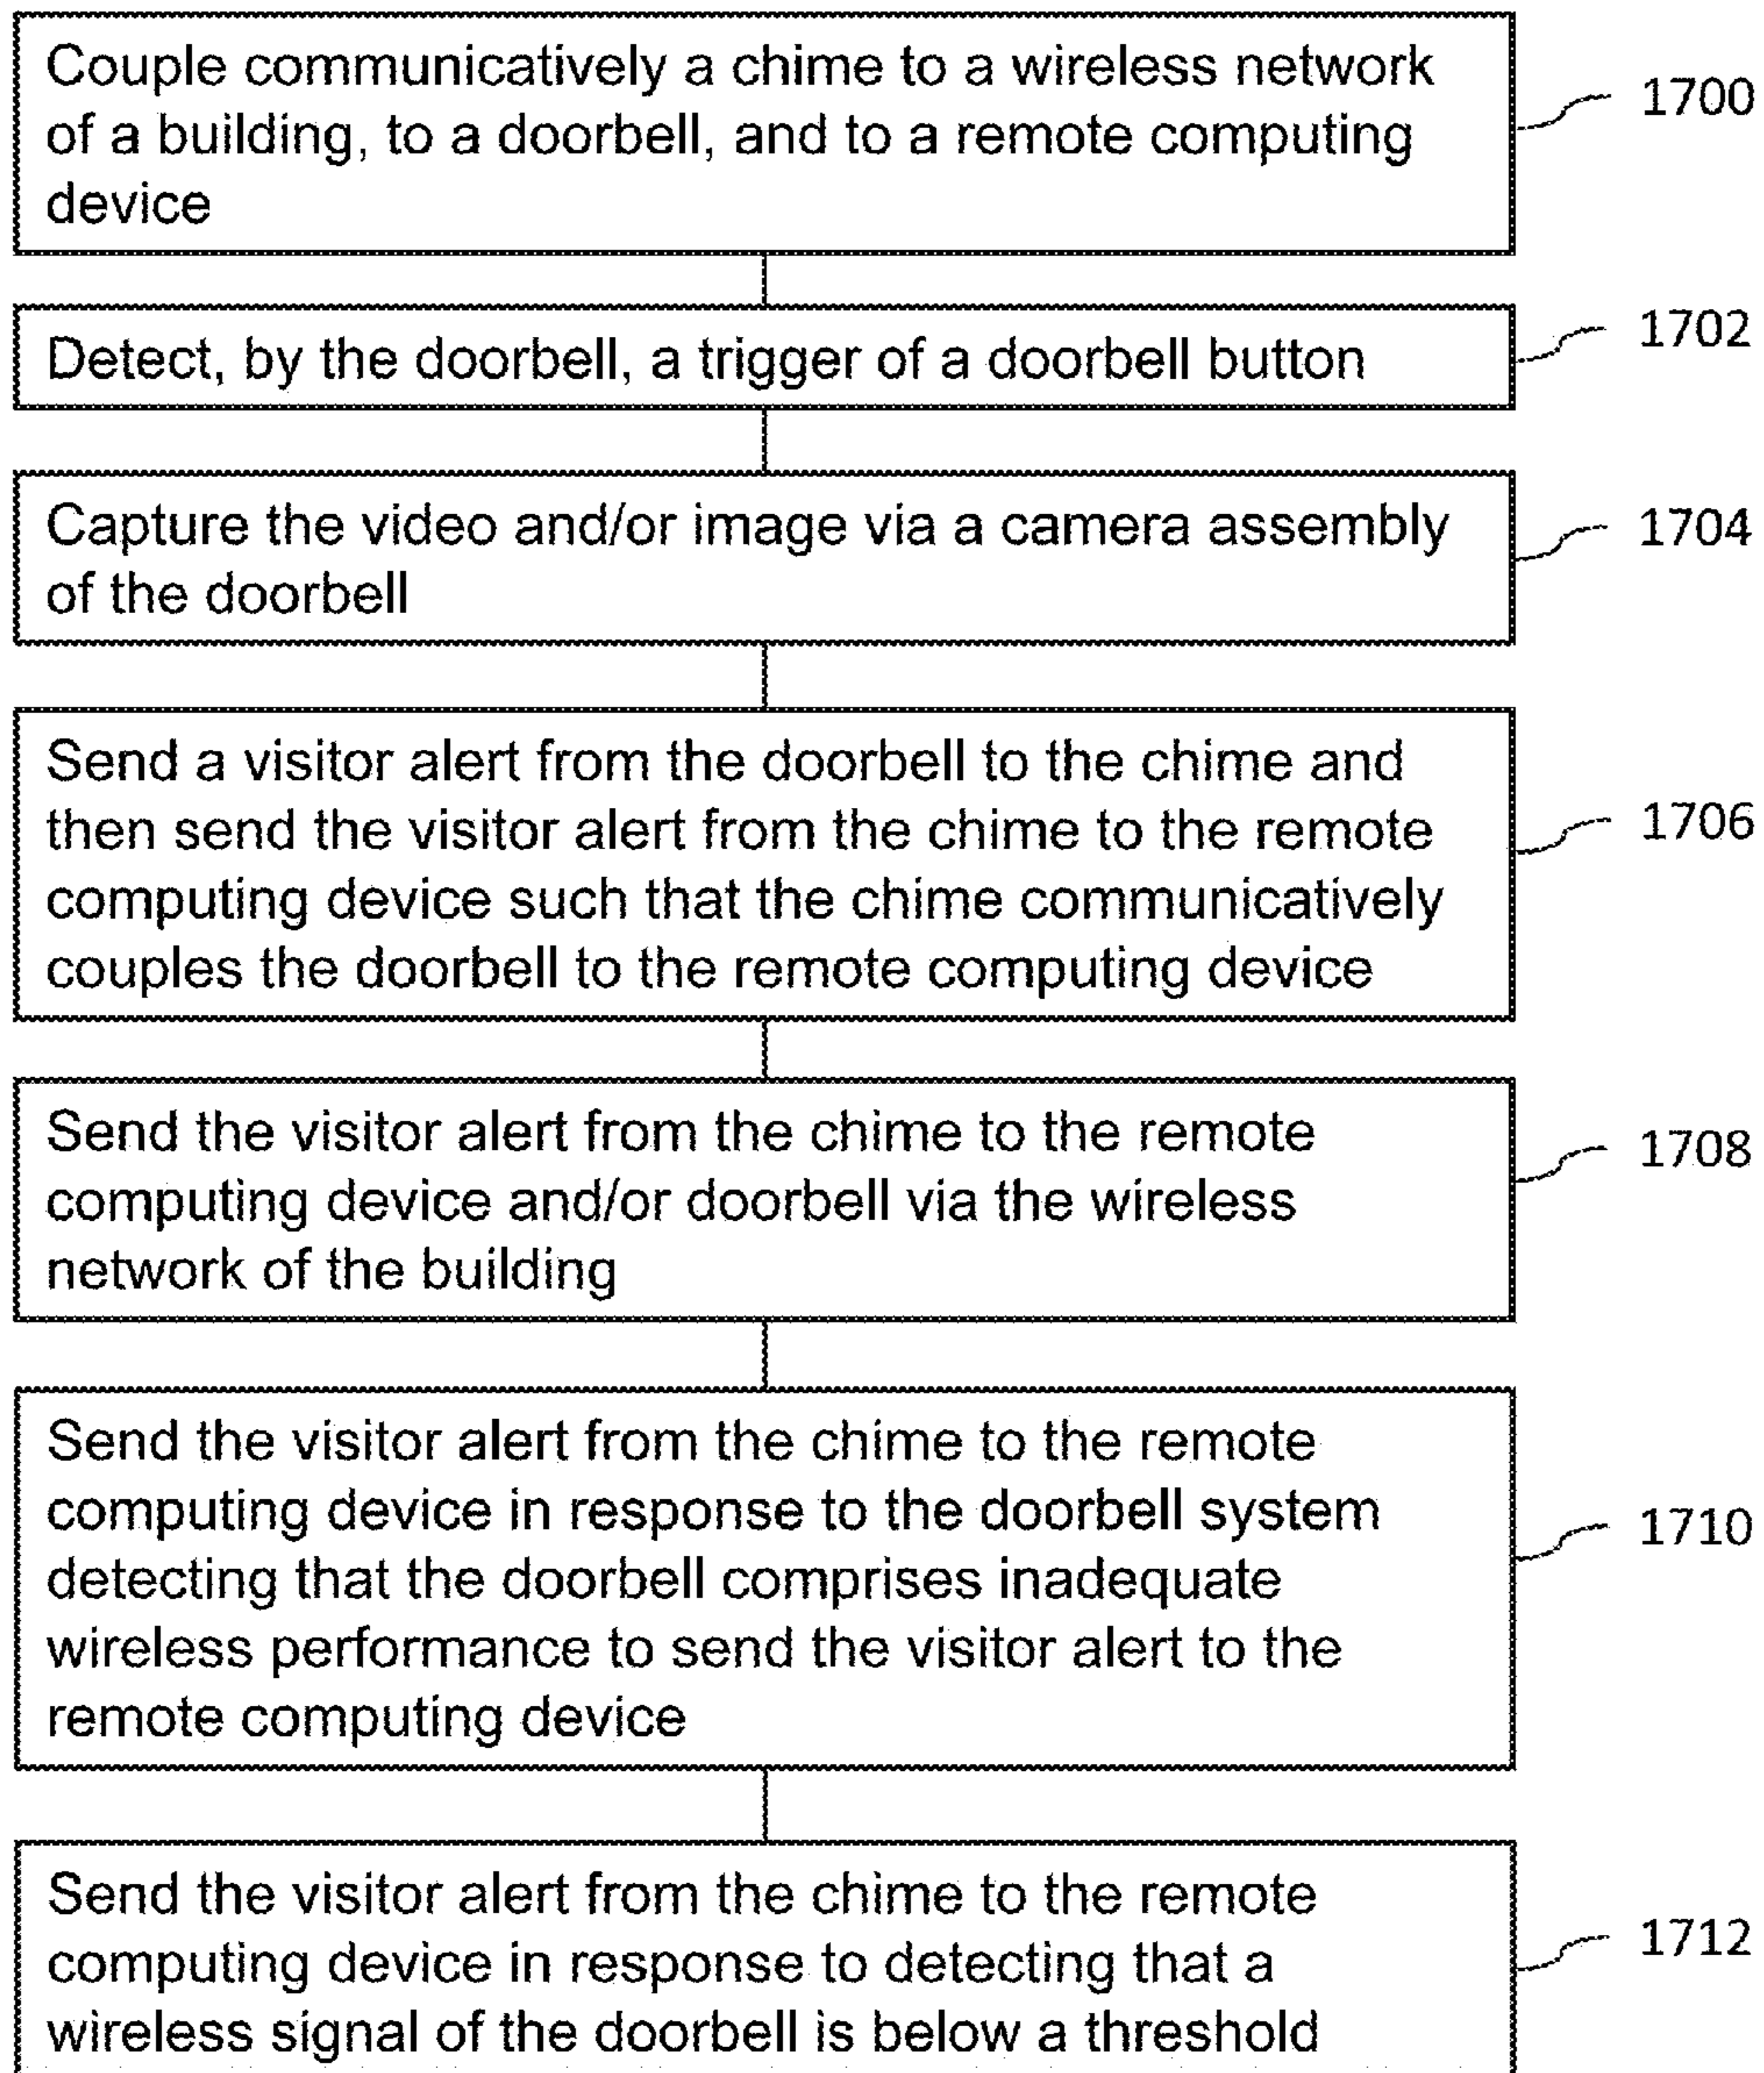 Couple communicatively a chime to a wireless network
of a building, to a doorbell, and to a remote computing
device
1700
Detect, by the doorbell, a trigger of a doorbell button
1702
Capture the video and/or image via a camera assembly
of the doorbell
1704
Send a visitor alert from the doorbell to the chime and
then send the visitor alert from the chime to the remote
computing device such that the chime communicatively
couples the doorbell to the remote computing device
1706
Send the visitor alert from the chime to the remote
computing device and/or doorbell via the wireless
network of the building
1708
Send the visitor alert from the chime to the remote
computing device in response to the doorbell system
detecting that the doorbell comprises inadequate
wireless performance to send the visitor alert to the
remote computing device
1710
Send the visitor alert from the chime to the remote
computing device in response to detecting that a
wireless signal of the doorbell is below a threshold
1712